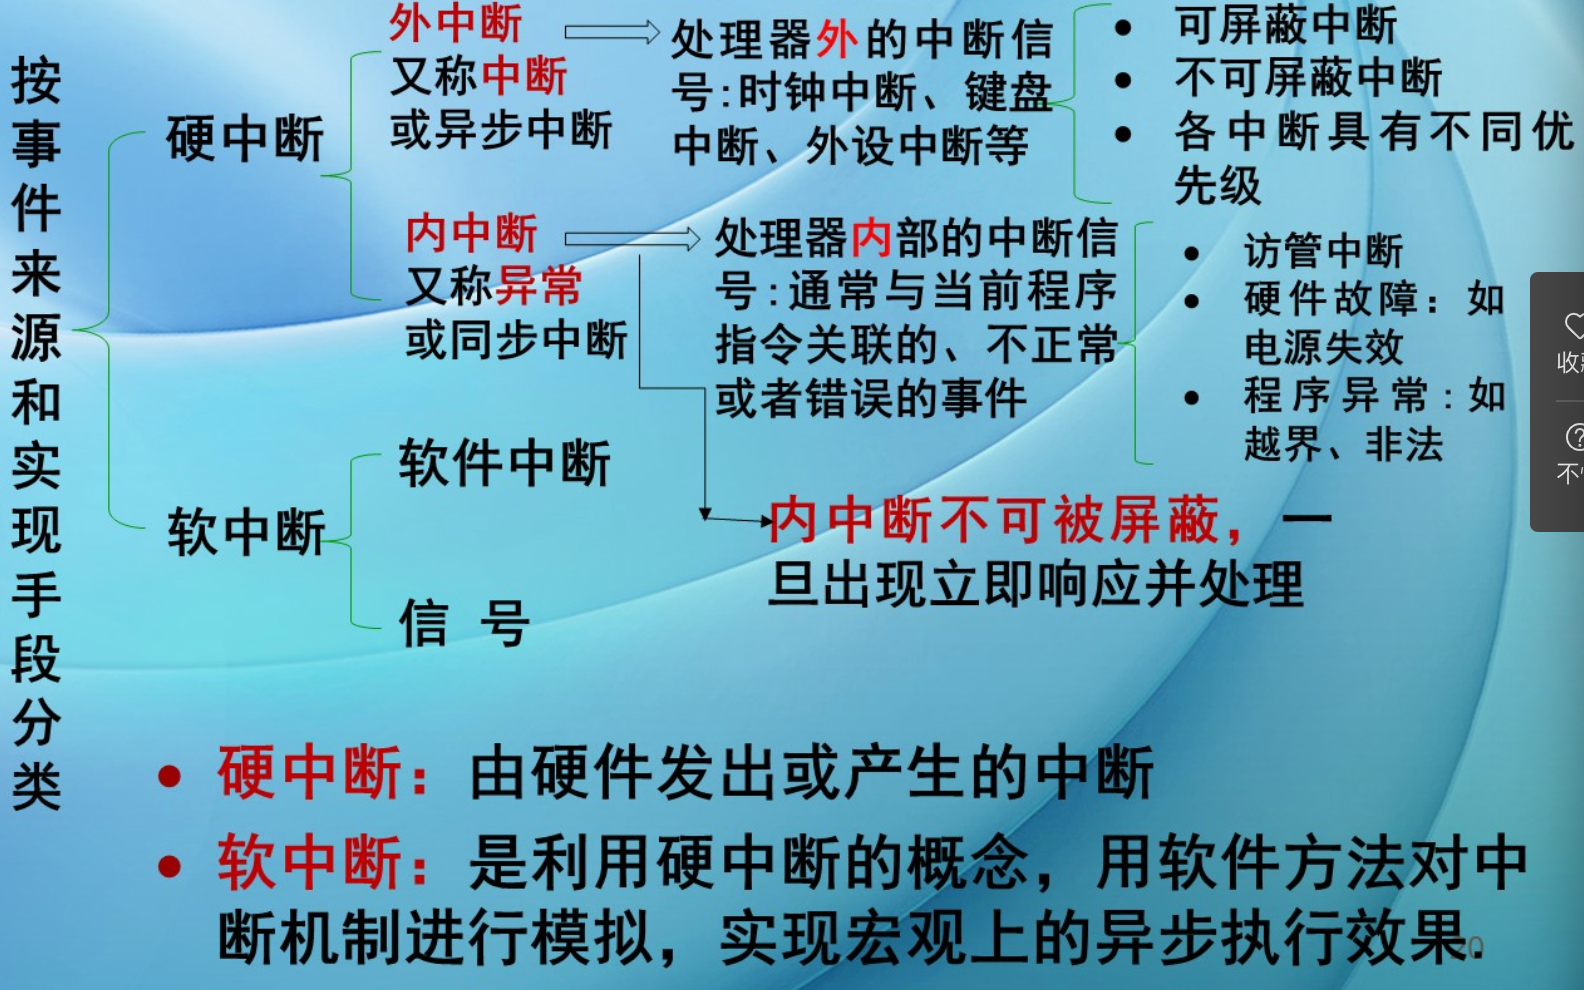 按事件来源和实现手段分类
硬中断
外中断
又称中断
或异步中断
处理器外的中断信
号:时钟中断、键盘
中断、外设中断等
● 可屏蔽中断
● 不可屏蔽中断
● 各中断具有不同优
先级
内中断
又称异常
或同步中断
处理器内部的中断信
号:通常与当前程序
指令关联的、不正常
或者错误的事件
● 访管中断
● 硬件故障：如
电源失效
● 程序异常:如
越界、非法
内中断不可被屏蔽，一
旦出现立即响应并处理
软中断
软件中断
信 号
● 硬中断：由硬件发出或产生的中断
● 软中断：是利用硬中断的概念，用软件方法对中
断机制进行模拟，实现宏观上的异步执行效果.
20
收
不